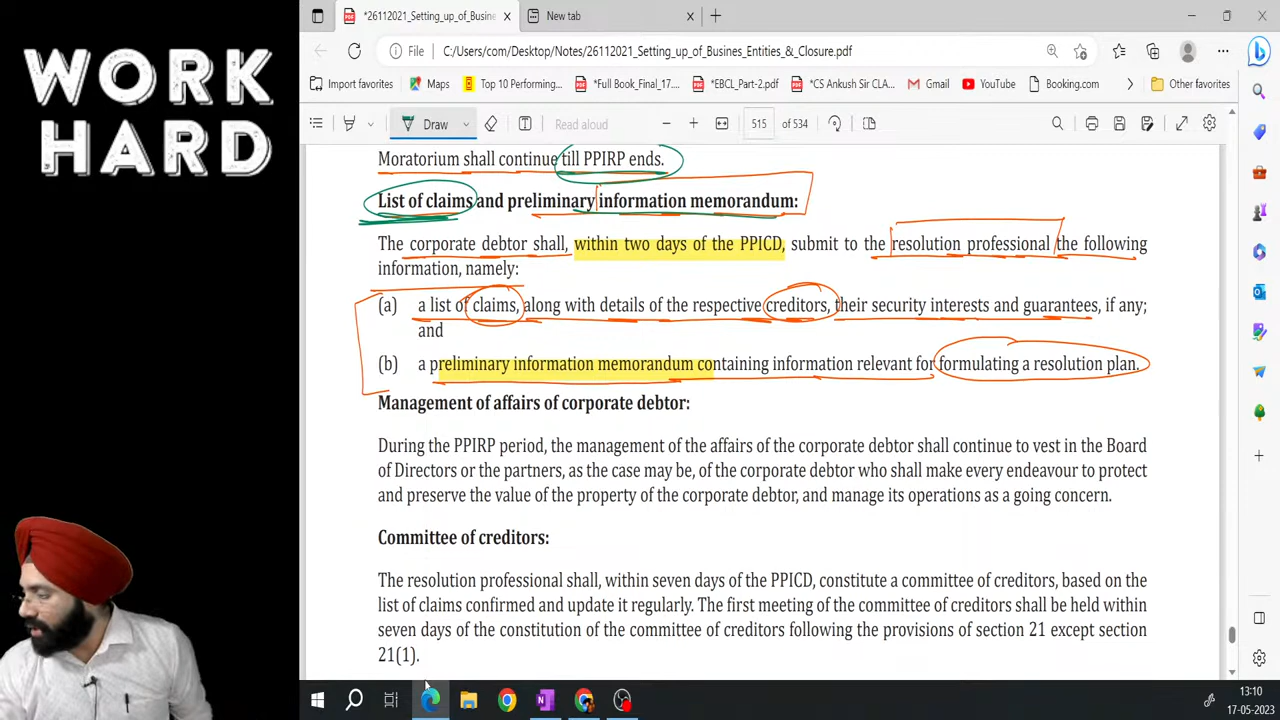 WORK
HARD
*26112021_Setting_up_of_Busine
New tab
File
C:/Users/com/Desktop/Notes/26112021_Setting_up_of_Busines_Entities_&_Closure.pdf
Import favorites
Maps
Top 10 Performing...
*Full Book_Final_17....
*EBCL_Part-2.pdf
*CS Ankush Sir CLA...
Gmail
YouTube
Booking.com
Other favorites
Draw
Read aloud
515
of 534
Moratorium shall continue till PPIRP ends.
List of claims and preliminary information memorandum:
The corporate debtor shall, within two days of the PPICD, submit to the resolution professional the following
information, namely:
(a) a list of claims, along with details of the respective creditors, their security interests and guarantees, if any;
and
(b) a preliminary information memorandum containing information relevant for formulating a resolution plan.
Management of affairs of corporate debtor:
During the PPIRP period, the management of the affairs of the corporate debtor shall continue to vest in the Board
of Directors or the partners, as the case may be, of the corporate debtor who shall make every endeavour to protect
and preserve the value of the property of the corporate debtor, and manage its operations as a going concern.
Committee of creditors:
The resolution professional shall, within seven days of the PPICD, constitute a committee of creditors, based on the
list of claims confirmed and update it regularly. The first meeting of the committee of creditors shall be held within
seven days of the constitution of the committee of creditors following the provisions of section 21 except section
21(1).
13:10
17-05-2023